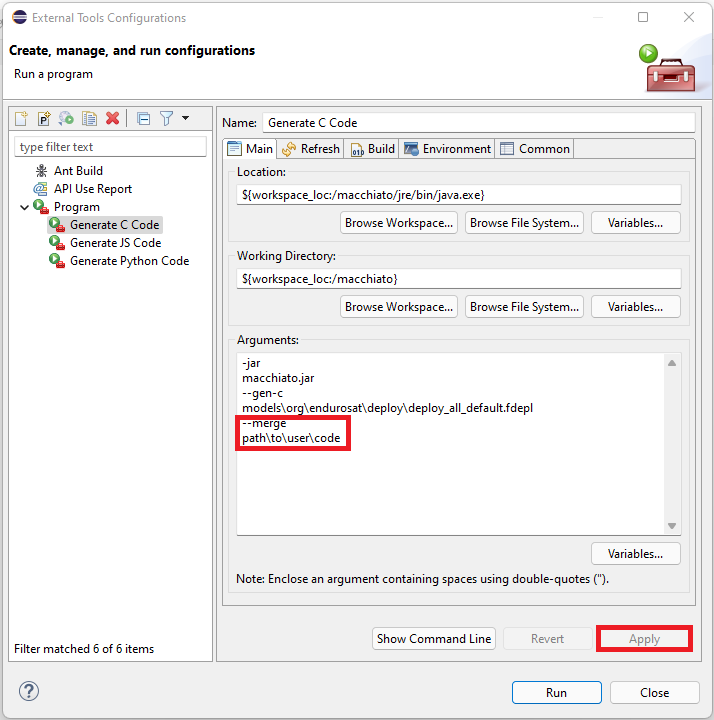 External Tools Configurations
Create, manage, and run configurations
Run a program
type filter text
Ant Build
API Use Report
Program
Generate C Code
Generate JS Code
Generate Python Code
Filter matched 6 of 6 items
Name: Generate C Code
Main Refresh Build Environment Common
Location:
${workspace_loc:/macchiato/jre/bin/java.exe}
Browse Workspace... Browse File System... Variables...
Working Directory:
${workspace_loc:/macchiato}
Browse Workspace... Browse File System... Variables...
Arguments:
-jar
macchiato.jar
--gen-c
models\org\endurosat\deploy\deploy_all_default.fdepl
--merge
path\to\user\code
Variables...
Note: Enclose an argument containing spaces using double-quotes (").
Show Command Line Revert Apply
Run Close